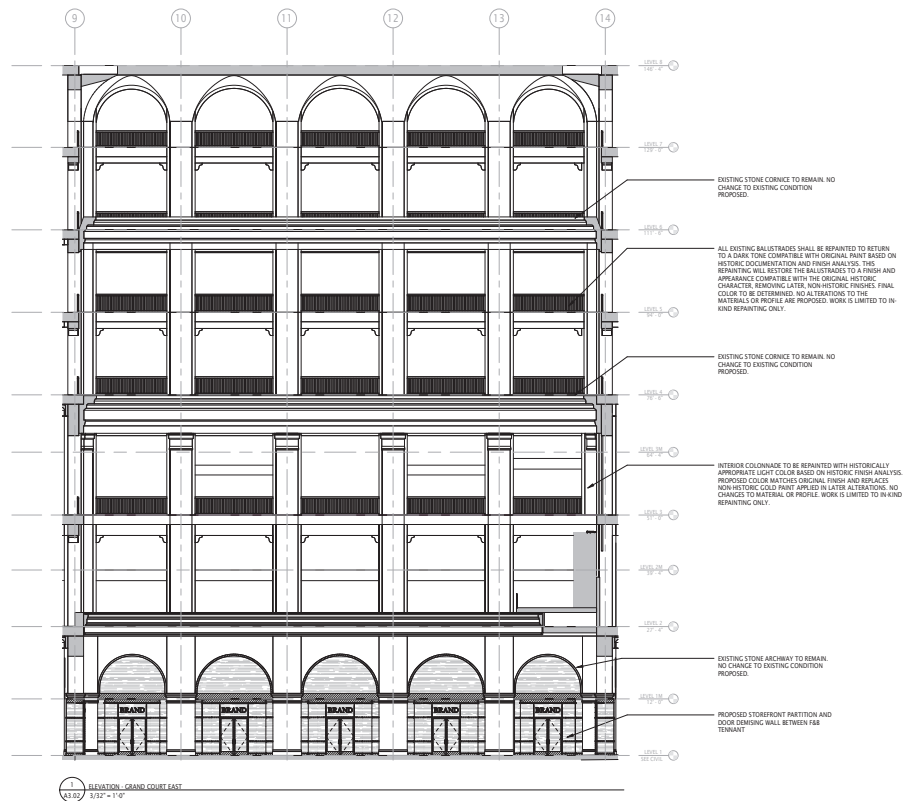 9 10 11 12 13 14
LEVEL 8
146' - 4"
LEVEL 7
EXISTING STONE CORNICE TO REMAIN. NO
CHANGE TO EXISTING CONDITION
PROPOSED.
LEVEL 6
ALL EXISTING BALUSTRADES SHALL BE REPAINTED TO RETURN
TO A DARK TONE COMPATIBLE WITH ORIGINAL PAINT BASED ON
HISTORIC DOCUMENTATION AND FINISH ANALYSIS. THIS
REPAINTING WILL RESTORE THE BALUSTRADES TO A FINISH AND
APPEARANCE COMPATIBLE WITH THE ORIGINAL HISTORIC
CHARACTER, REMOVING LATER, NON-HISTORIC FINISHES. FINAL
COLOR TO BE DETERMINED. NO ALTERATIONS TO THE
MATERIALS OR PROFILE ARE PROPOSED. WORK IS LIMITED TO IN-
KIND REPAINTING ONLY.
LEVEL 5
EXISTING STONE CORNICE TO REMAIN. NO
CHANGE TO EXISTING CONDITION
PROPOSED.
LEVEL 4
LEVEL 3M
INTERIOR COLONNADE TO BE REPAINTED WITH HISTORICALLY
APPROPRIATE LIGHT COLOR BASED ON HISTORIC FINISH ANALYSIS.
PROPOSED COLOR MATCHES ORIGINAL FINISH AND REPLACES
NON-HISTORIC GOLD PAINT APPLIED IN LATER ALTERATIONS. NO
CHANGES TO MATERIAL OR PROFILE. WORK IS LIMITED TO IN-KIND
REPAINTING ONLY.
LEVEL 3
LEVEL 2M
LEVEL 2
27' - 4"
EXISTING STONE ARCHWAY TO REMAIN.
NO CHANGE TO EXISTING CONDITION
PROPOSED.
LEVEL 1M
BRAND BRAND BRAND BRAND BRAND
PROPOSED STOREFRONT PARTITION AND
DOOR DEMISING WALL BETWEEN F&B
TENNANT
LEVEL 1
SEE CIVIL
1 ELEVATION - GRAND COURT EAST
A3.02 3/32" = 1'-0"